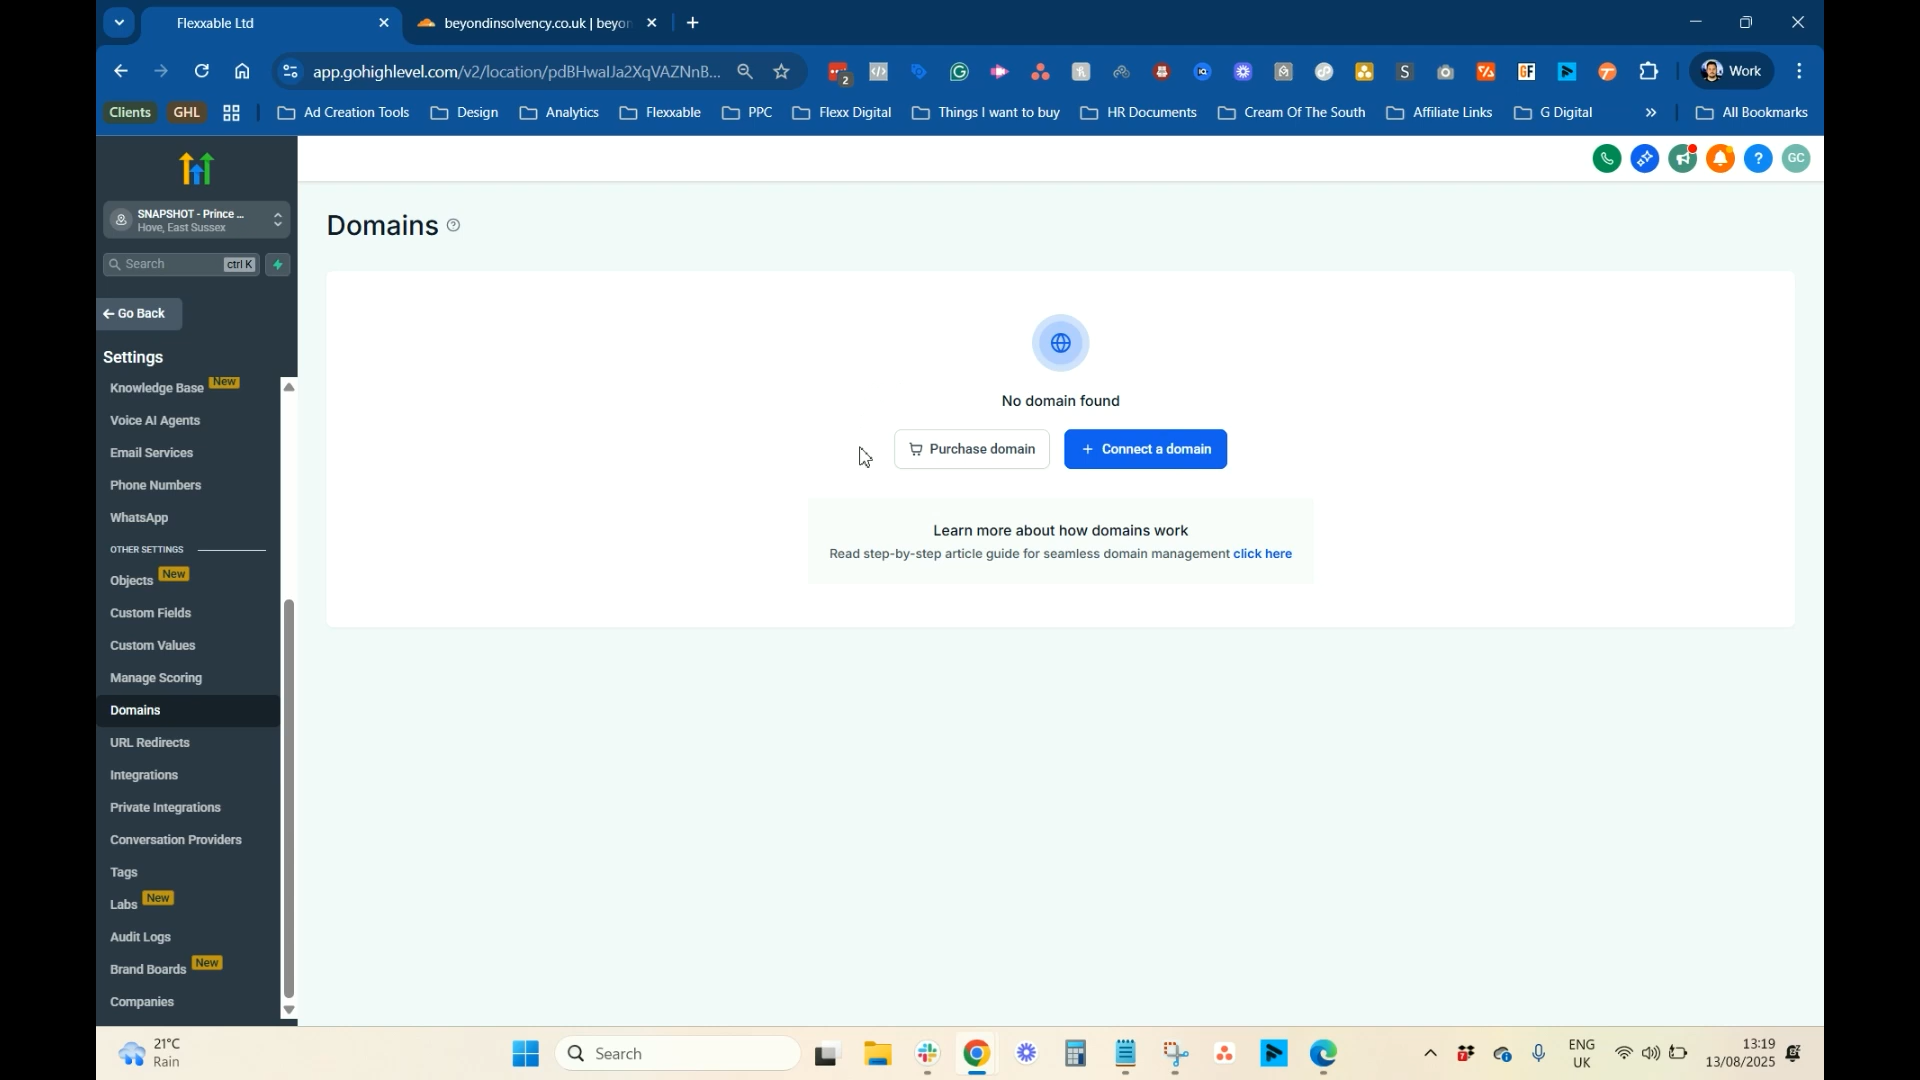 Flexxable Ltd
beyondinsolvency.co.uk | beyon
app.gohighlevel.com/v2/location/pdBHwalJa2XqVAZNnB...
2
GF
S
Work
Clients
GHL
Ad Creation Tools
Design
Analytics
Flexxable
PPC
Flexx Digital
Things I want to buy
HR Documents
Cream Of The South
Affiliate Links
G Digital
»
All Bookmarks
GC
SNAPSHOT - Prince ...
Hove, East Sussex
Search
ctrl K
Domains
Go Back
Settings
Knowledge Base New
Voice AI Agents
Email Services
Phone Numbers
WhatsApp
OTHER SETTINGS
Objects New
Custom Fields
Custom Values
Manage Scoring
Domains
URL Redirects
Integrations
Private Integrations
Conversation Providers
Tags
Labs New
Audit Logs
Brand Boards New
Companies
No domain found
Purchase domain
+ Connect a domain
Learn more about how domains work
Read step-by-step article guide for seamless domain management click here
21°C
Rain
Search
ENG
UK
13:19
13/08/2025